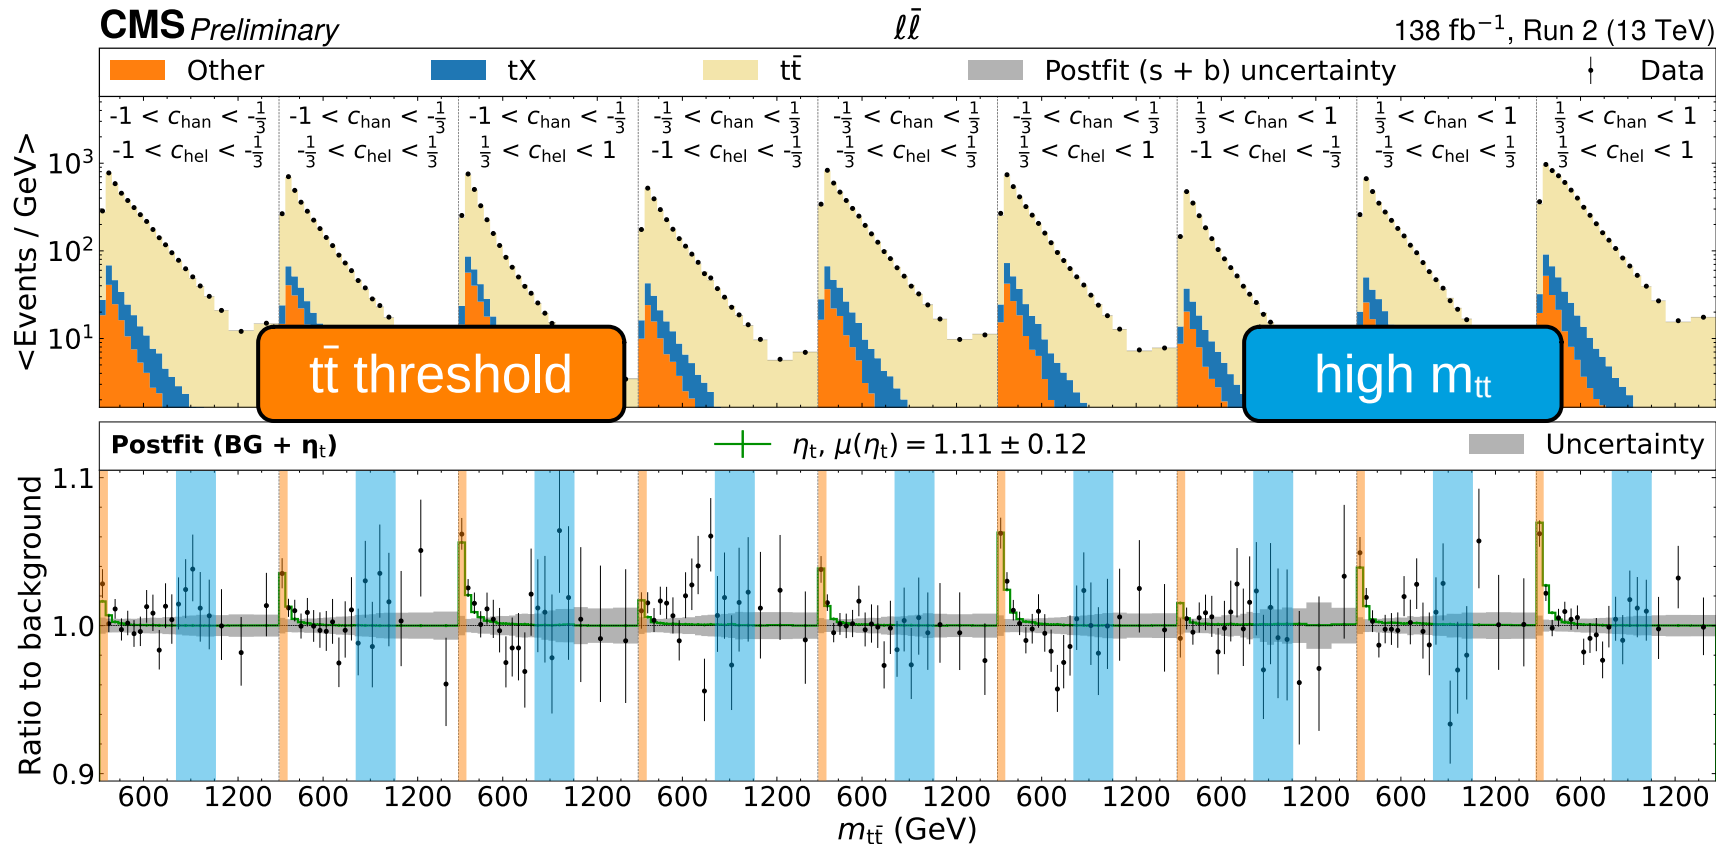 CMS Preliminary ℓℓ̄ 138 fb⁻¹, Run 2 (13 TeV)
Other tX tt̄ Postfit (s + b) uncertainty Data
-1 < c_han < -1/3 -1 < c_han < -1/3 -1 < c_han < -1/3 -1/3 < c_han < 1/3 -1/3 < c_han < 1/3 -1/3 < c_han < 1/3 1/3 < c_han < 1 1/3 < c_han < 1 1/3 < c_han < 1
-1 < c_hel < -1/3 -1/3 < c_hel < 1/3 1/3 < c_hel < 1 -1 < c_hel < -1/3 -1/3 < c_hel < 1/3 1/3 < c_hel < 1 -1 < c_hel < -1/3 -1/3 < c_hel < 1/3 1/3 < c_hel < 1
<Events / GeV>
10³
10²
10¹
tt̄ threshold
high m_tt
Postfit (BG + η_t) η_t, μ(η_t) = 1.11 ± 0.12 Uncertainty
Ratio to background
1.1
1.0
0.9
600 1200 600 1200 600 1200 600 1200 600 1200 600 1200 600 1200 600 1200 600 1200
m_tt̄ (GeV)